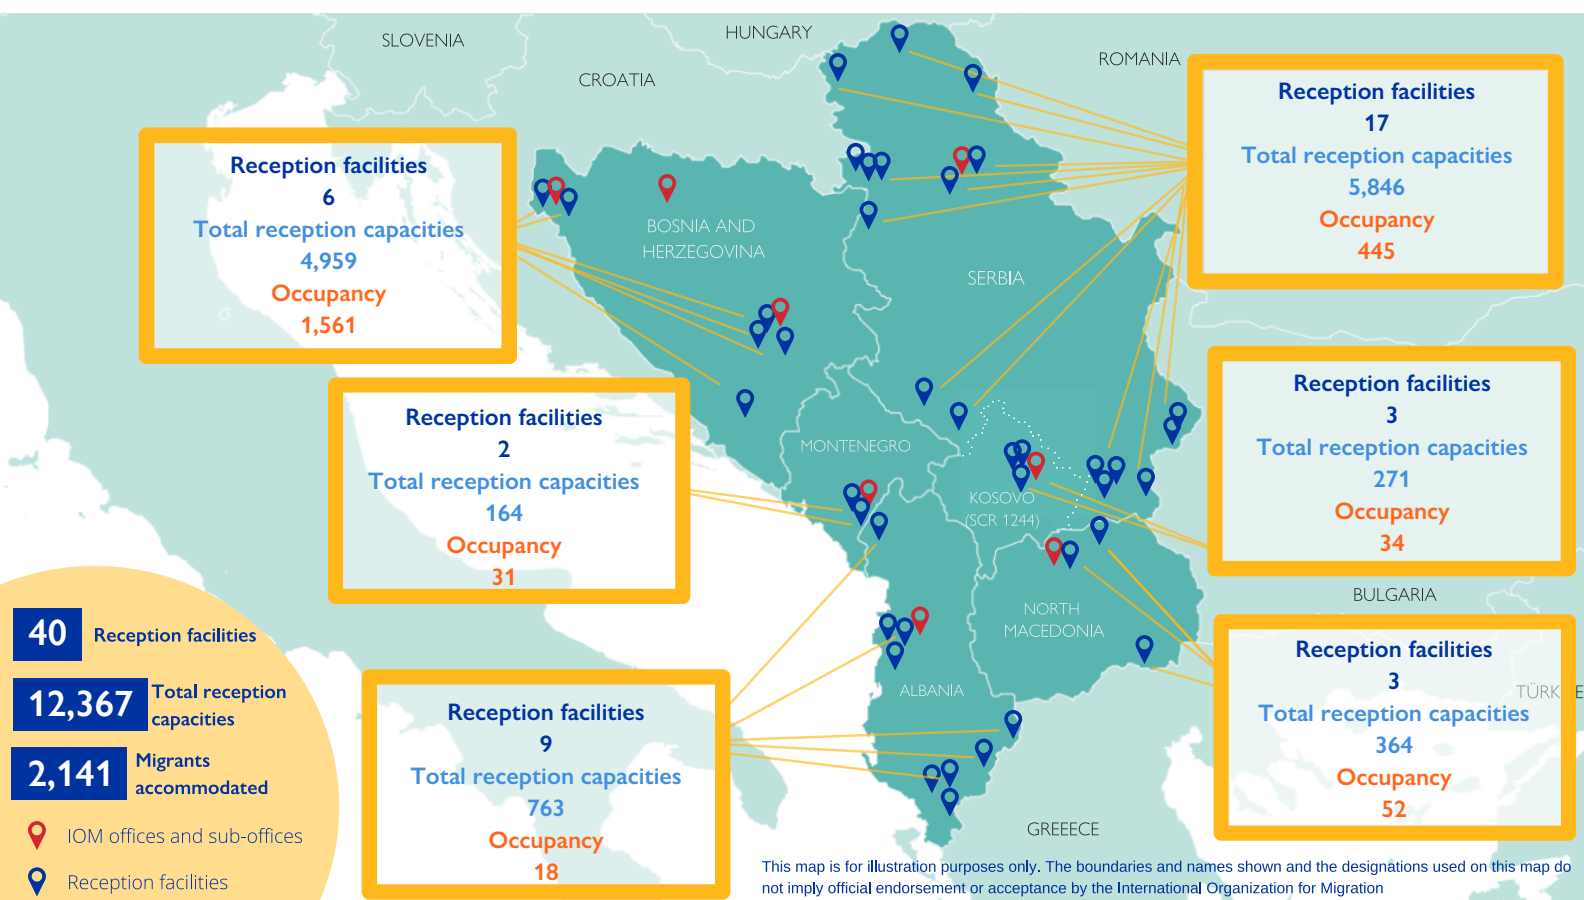 SLOVENIA
HUNGARY
CROATIA
ROMANIA
Reception facilities
17
Total reception capacities
5,846
Occupancy
445
Reception facilities
6
Total reception capacities
4,959
Occupancy
1,561
BOSNIA AND
HERZEGOVINA
SERBIA
Reception facilities
3
Total reception capacities
271
Occupancy
34
Reception facilities
2
Total reception capacities
164
Occupancy
31
MONTENEGRO
KOSOVO
(SCR 1244)
BULGARIA
NORTH
MACEDONIA
Reception facilities
3
Total reception capacities
364
Occupancy
52
TÜRKİYE
ALBANIA
Reception facilities
9
Total reception capacities
763
Occupancy
18
GREEECE
40 Reception facilities
12,367 Total reception
capacities
2,141 Migrants
accommodated
IOM offices and sub-offices
Reception facilities
This map is for illustration purposes only. The boundaries and names shown and the designations used on this map do
not imply official endorsement or acceptance by the International Organization for Migration